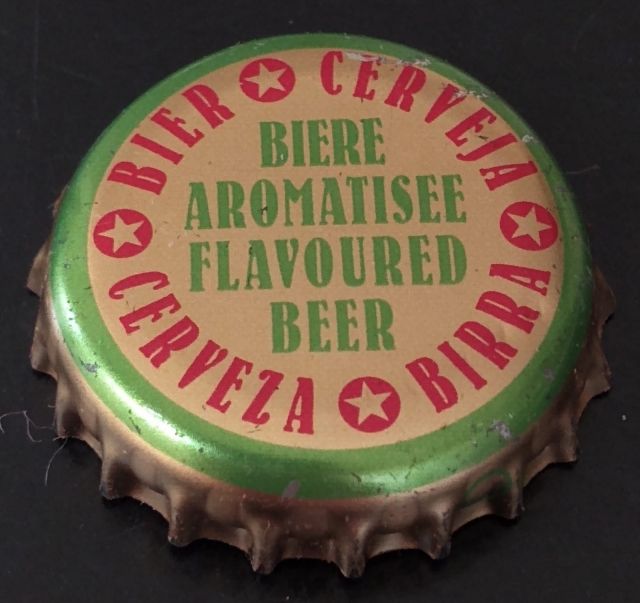 BIERE
AROMATISEE
FLAVOURED
BEER
BIER
CERVEJA
BIRRA
CERVEZA